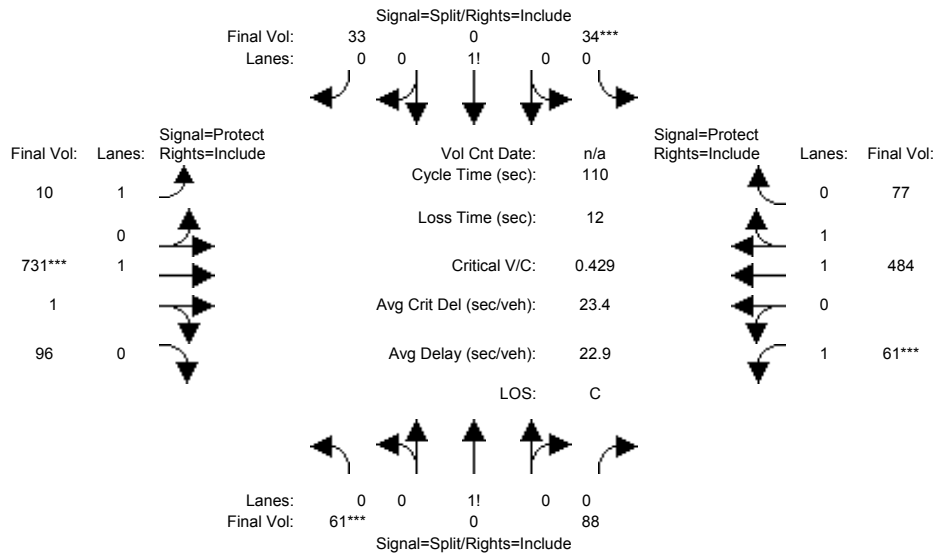 Signal=Split/Rights=Include
Final Vol: 33 0 34***
Lanes: 0 0 1! 0 0
Signal=Protect Signal=Protect
Final Vol: Lanes: Rights=Include Vol Cnt Date: n/a Rights=Include Lanes: Final Vol:
Cycle Time (sec): 110
10 1 0 77
Loss Time (sec): 12
0 1
731*** 1 Critical V/C: 0.429 1 484
1 Avg Crit Del (sec/veh): 23.4 0
96 0 Avg Delay (sec/veh): 22.9 1 61***
LOS: C
Lanes: 0 0 1! 0 0
Final Vol: 61*** 0 88
Signal=Split/Rights=Include